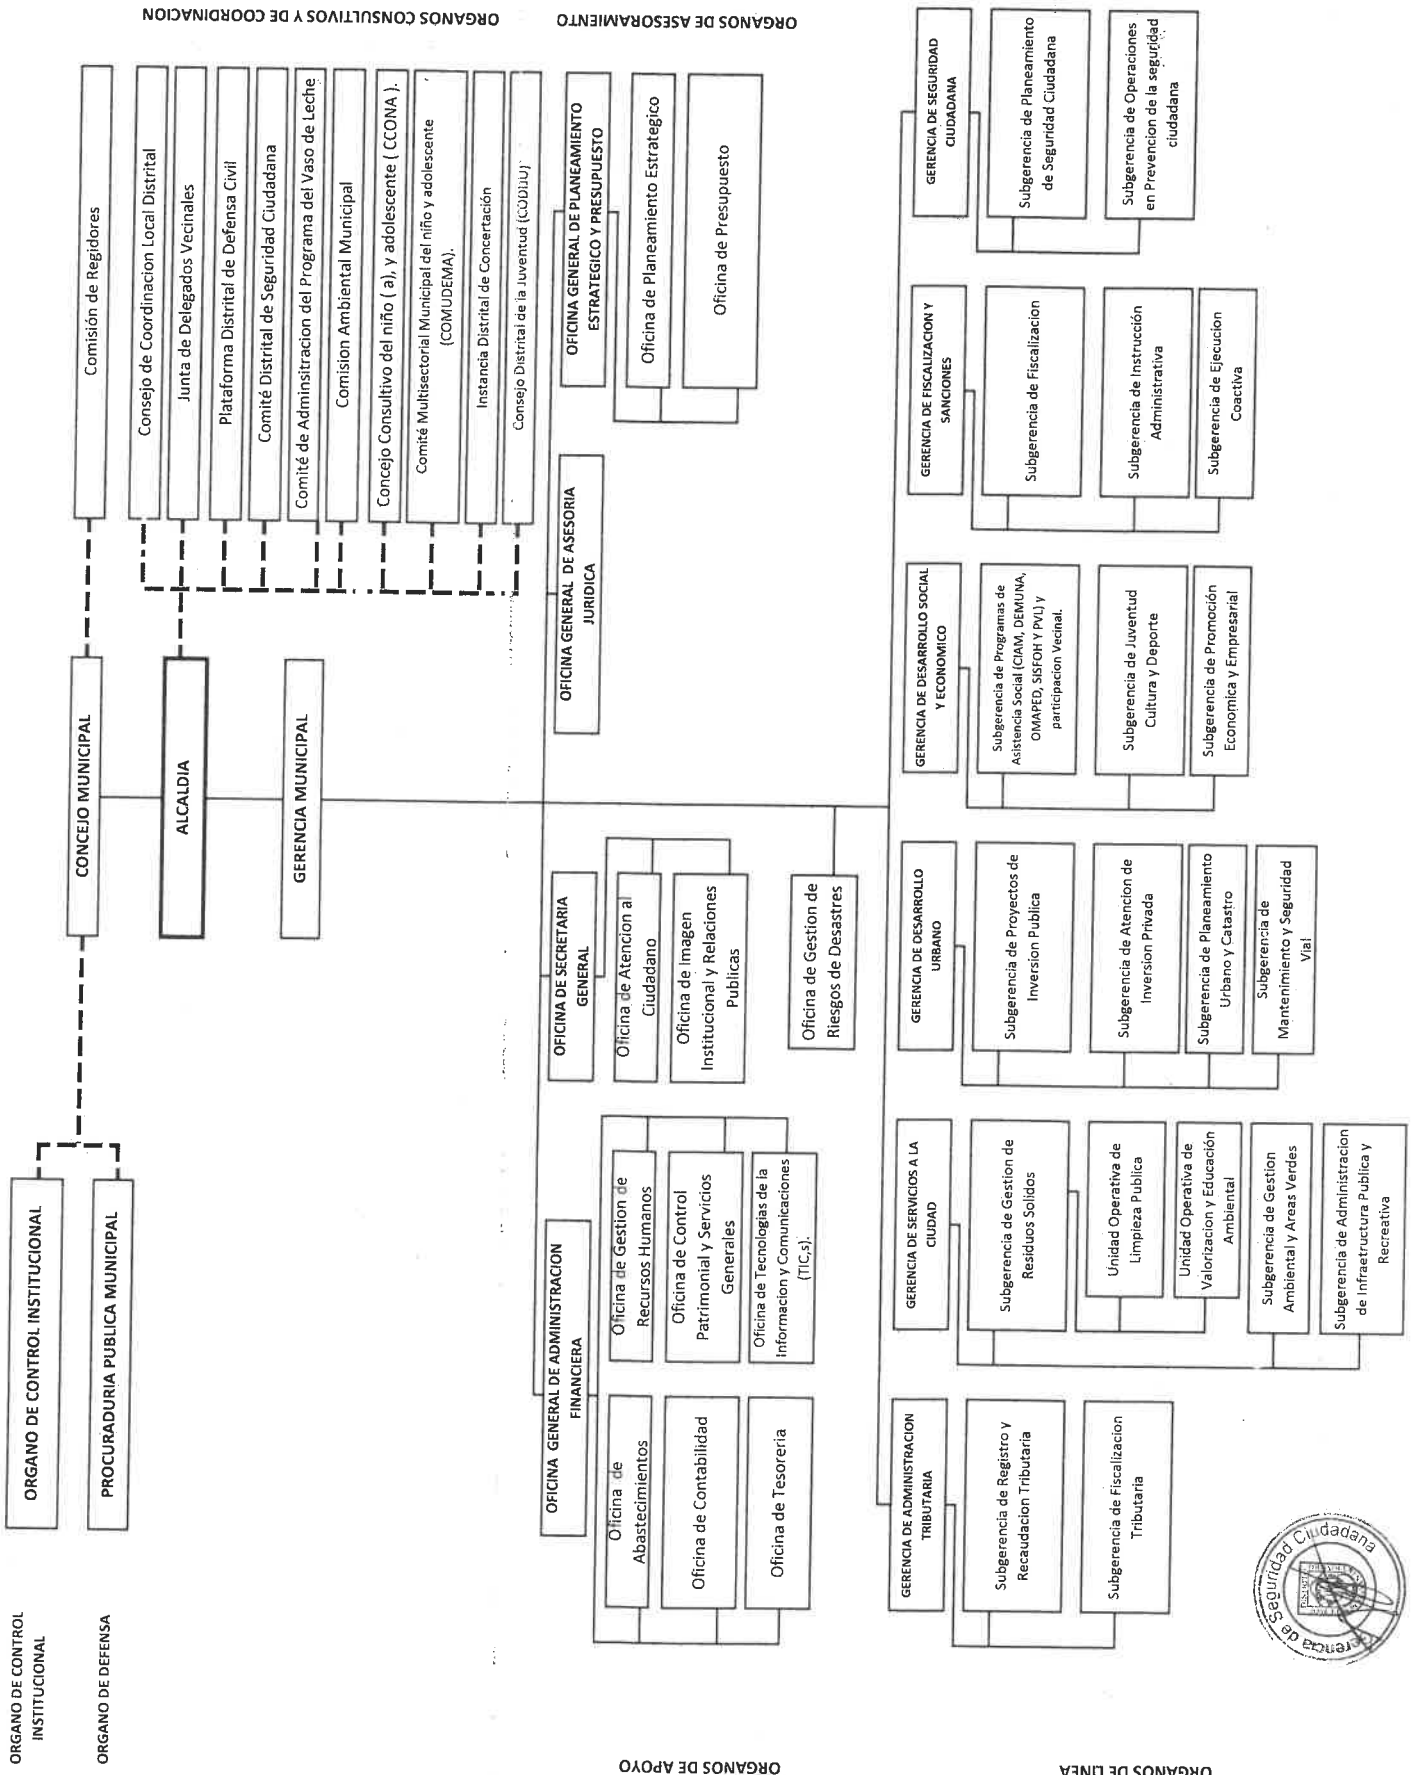 ORGANO DE CONTROL
INSTITUCIONAL
ORGANO DE DEFENSA
ORGANO DE CONTROL INSTITUCIONAL
PROCURADURIA PUBLICA MUNICIPAL
CONCEJO MUNICIPAL
ALCALDIA
GERENCIA MUNICIPAL
ORGANOS CONSULTIVOS Y DE COORDINACION
Comisión de Regidores
Consejo de Coordinacion Local Distrital
Junta de Delegados Vecinales
Plataforma Distrital de Defensa Civil
Comité Distrital de Seguridad Ciudadana
Comité de Adminsitracion del Programa del Vaso de Leche
Comision Ambiental Municipal
Concejo Consultivo del niño ( a), y adolescente ( CCONA ).
Comité Multisectorial Municipal del niño y adolescente
(COMUDEMA).
Instancia Distrital de Concertación
Consejo Distrital de la Juventud (CODIJU)
ORGANOS DE ASESORAMIENTO
OFICINA GENERAL DE ASESORIA
JURIDICA
OFICINA GENERAL DE PLANEAMIENTO
ESTRATEGICO Y PRESUPUESTO
Oficina de Planeamiento Estrategico
Oficina de Presupuesto
ORGANOS DE APOYO
OFICINA GENERAL DE ADMINISTRACION
FINANCIERA
Oficina de
Abastecimientos
Oficina de Contabilidad
Oficina de Tesoreria
Oficina de Gestion de
Recursos Humanos
Oficina de Control
Patrimonial y Servicios
Generales
Oficina de Tecnologias de la
Informacion y Comunicaciones
(TIC,s).
OFICINA DE SECRETARIA
GENERAL
Oficina de Atencion al
Ciudadano
Oficina de Imagen
Institucional y Relaciones
Publicas
Oficina de Gestion de
Riesgos de Desastres
ORGANOS DE LINEA
GERENCIA DE ADMINISTRACION
TRIBUTARIA
Subgerencia de Registro y
Recaudacion Tributaria
Subgerencia de Fiscalizacion
Tributaria
GERENCIA DE SERVICIOS A LA
CIUDAD
Subgerencia de Gestion de
Residuos Solidos
Unidad Operativa de
Limpieza Publica
Unidad Operativa de
Valorizacion y Educación
Ambiental
Subgerencia de Gestion
Ambiental y Areas Verdes
Subgerencia de Administracion
de Infraestructura Publica y
Recreativa
GERENCIA DE DESARROLLO
URBANO
Subgerencia de Proyectos de
Inversion Publica
Subgerencia de Atencion de
Inversion Privada
Subgerencia de Planeamiento
Urbano y Catastro
Subgerencia de
Mantenimiento y Seguridad
Vial
GERENCIA DE DESARROLLO SOCIAL
Y ECONOMICO
Subgerencia de Programas de
Asistencia Social (CIAM, DEMUNA,
OMAPED, SISFOH Y PVL) y
participacion Vecinal.
Subgerencia de Juventud
Cultura y Deporte
Subgerencia de Promoción
Economica y Empresarial
GERENCIA DE FISCALIZACION Y
SANCIONES
Subgerencia de Fiscalizacion
Subgerencia de Instrucción
Administrativa
Subgerencia de Ejecucion
Coactiva
GERENCIA DE SEGURIDAD
CIUDADANA
Subgerencia de Planeamiento
de Seguridad Ciudadana
Subgerencia de Operaciones
en Prevencion de la seguridad
ciudadana
Gerencia de Seguridad Ciudadana